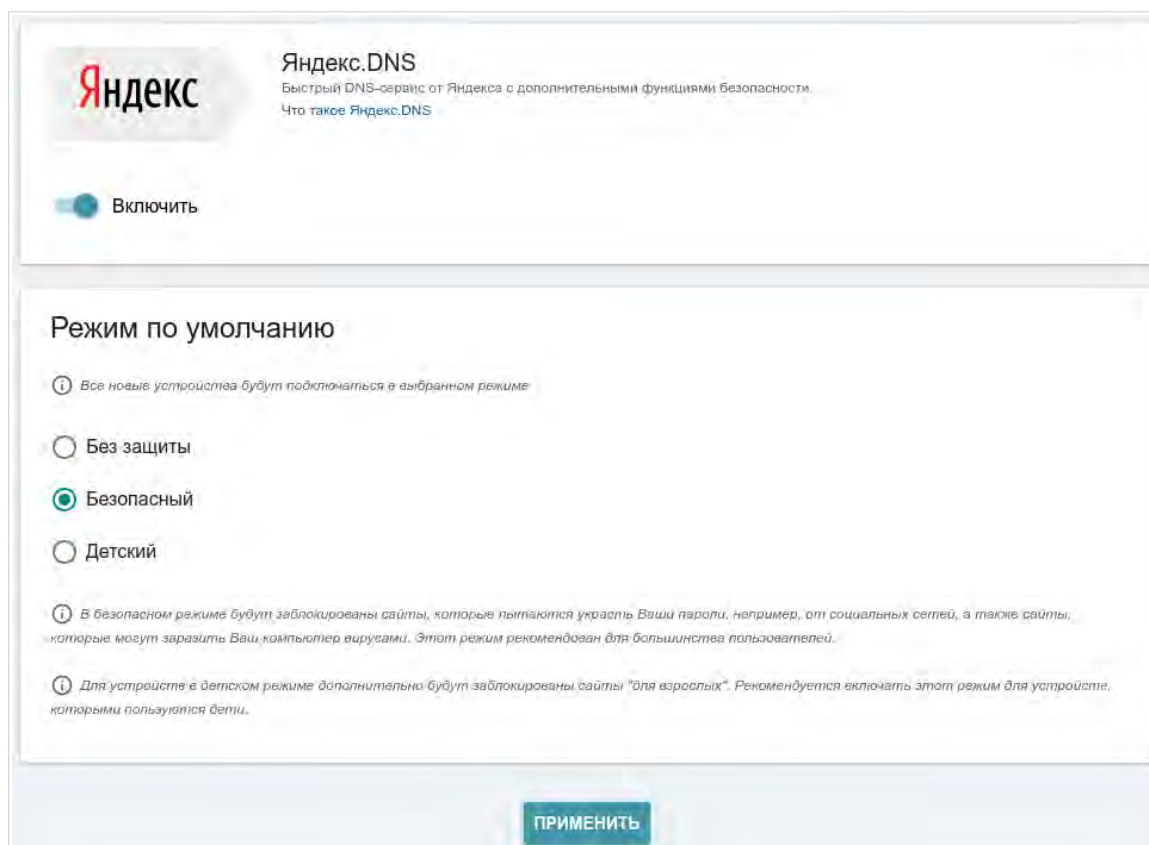 Яндекс
Яндекс.DNS
Быстрый DNS-сервис от Яндекса с дополнительными функциями безопасности.
Что такое Яндекс.DNS
Включить
Режим по умолчанию
Все новые устройства будут подключаться в выбранном режиме
Без защиты
Безопасный
Детский
В безопасном режиме будут заблокированы сайты, которые пытаются украсть Ваши пароли, например, от социальных сетей, а также сайты,
которые могут заразить Ваш компьютер вирусами. Этот режим рекомендован для большинства пользователей.
Для устройств в детском режиме дополнительно будут заблокированы сайты "для взрослых". Рекомендуется включать этот режим для устройств,
которыми пользуются дети.
ПРИМЕНИТЬ